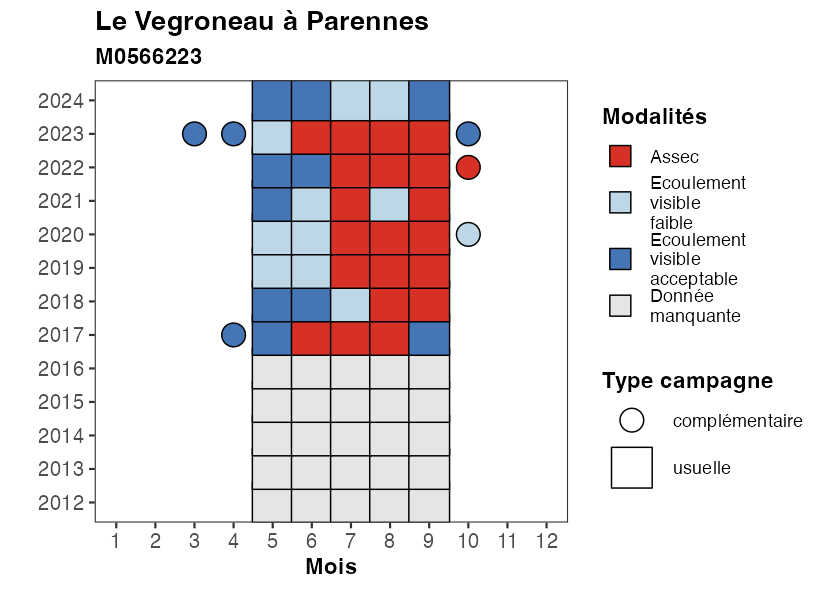 Le Vegroneau à Parennes
M0566223
2024
2023
2022
2021
2020
2019
2018
2017
2016
2015
2014
2013
2012
1 2 3 4 5 6 7 8 9 10 11 12
Mois
Modalités
Assec
Ecoulement
visible
faible
Ecoulement
visible
acceptable
Donnée
manquante
Type campagne
complémentaire
usuelle